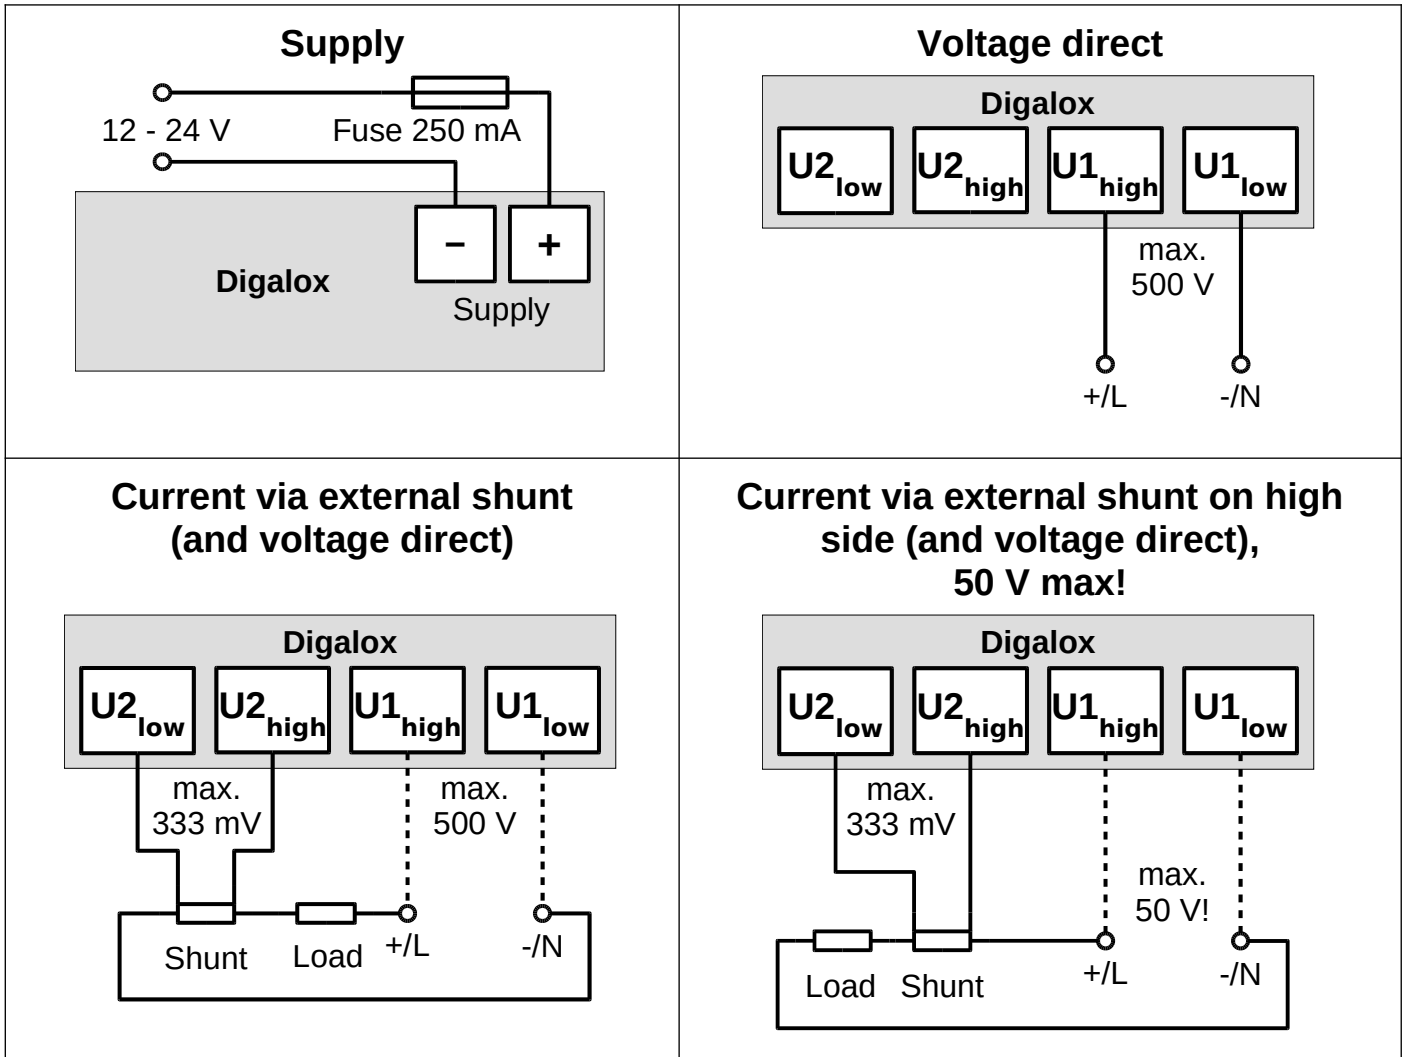 Supply
12 - 24 V
Fuse 250 mA
−
+
Digalox
Supply
Voltage direct
Digalox
U2low
U2high
U1high
U1low
max.
500 V
+/L
-/N
Current via external shunt
(and voltage direct)
Digalox
U2low
U2high
U1high
U1low
max.
333 mV
max.
500 V
Shunt
Load
+/L
-/N
Current via external shunt on high
side (and voltage direct),
50 V max!
Digalox
U2low
U2high
U1high
U1low
max.
333 mV
max.
50 V!
Load
Shunt
+/L
-/N